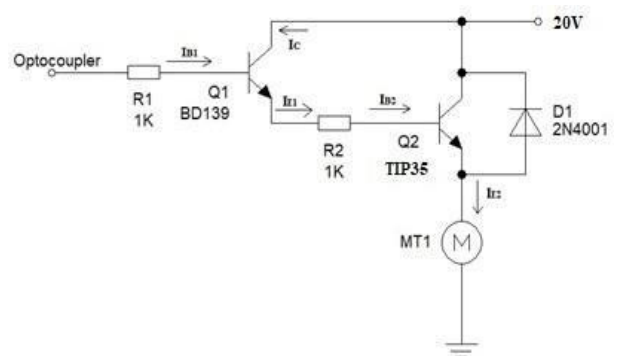 20V
IC
Optocoupler
IB1
R1
1K
Q1
BD139
IE1
IB2
R2
1K
Q2
TIP35
D1
2N4001
IE2
MT1
M